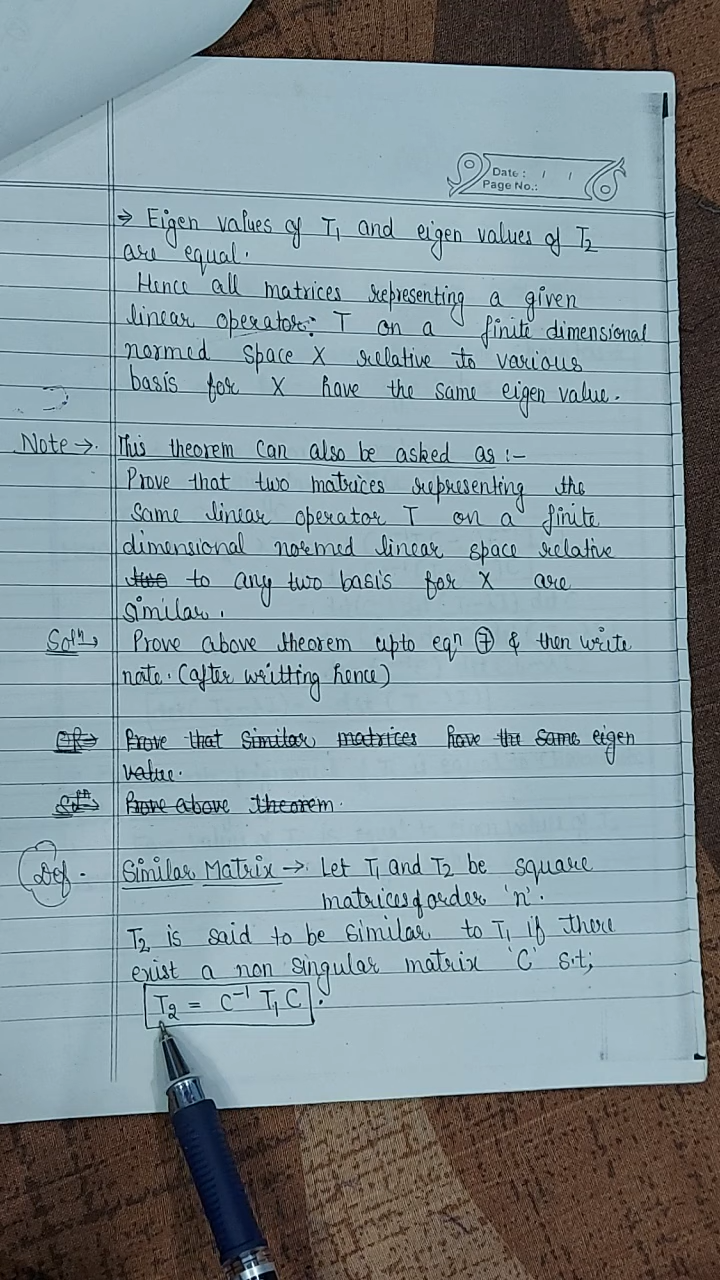 Date : / /
Page No.:
⇒ Eigen values of T₁ and eigen values of T₂
are equal.
Hence all matrices representing a given
linear operator: T on a finite dimensional
normed space X relative to various
basis for X have the same eigen value.
Note →. This theorem can also be asked as :-
Prove that two matrices representing the
same linear operator T on a finite
dimensional normed linear space relative
two to any two basis for X are
similar.
Solⁿ→ Prove above theorem upto eqⁿ ⑦ & then write
note. (after writting hence)
Prove that similar matrices have the same eigen
value.
Solⁿ→ Prove above theorem.
Def. Similar Matrix →. Let T₁ and T₂ be square
matrices of order 'n'.
T₂ is said to be similar to T₁ if there
exist a non singular matrix 'C' s.t;
T₂ = C⁻¹ T₁ C .